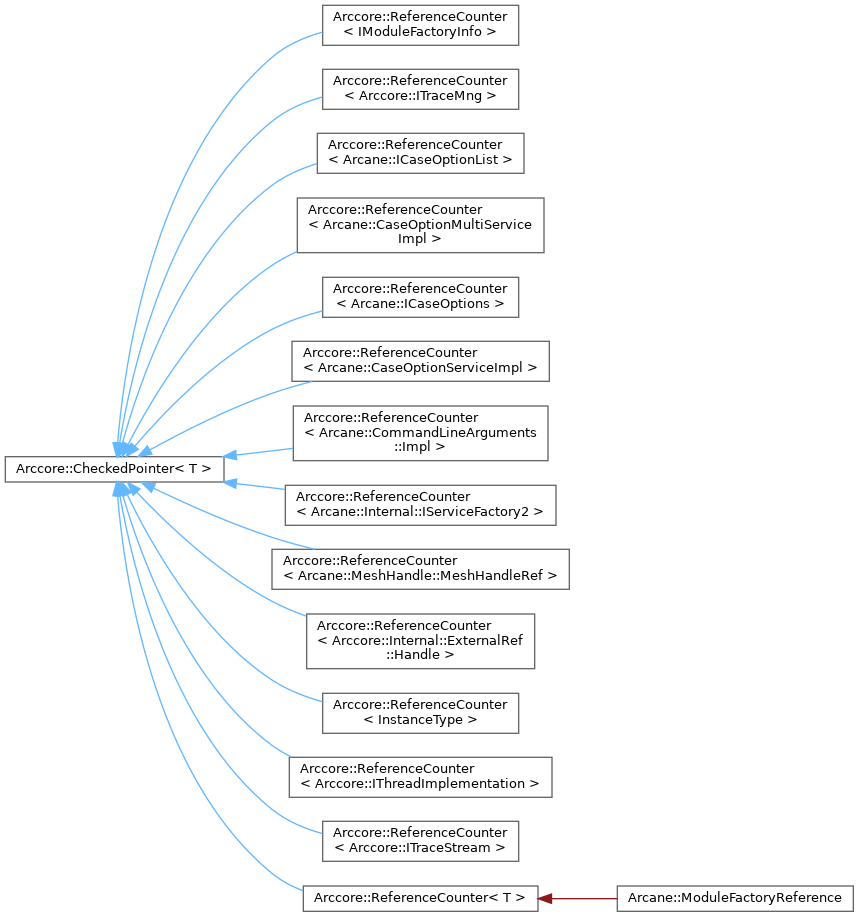 Arccore::ReferenceCounter
< IModuleFactoryInfo >
Arccore::ReferenceCounter
< Arccore::ITraceMng >
Arccore::ReferenceCounter
< Arcane::ICaseOptionList >
Arccore::ReferenceCounter
< Arcane::CaseOptionMultiService
Impl >
Arccore::ReferenceCounter
< Arcane::ICaseOptions >
Arccore::ReferenceCounter
< Arcane::CaseOptionServiceImpl >
Arccore::ReferenceCounter
< Arcane::CommandLineArguments
::Impl >
Arccore::CheckedPointer< T >
Arccore::ReferenceCounter
< Arcane::Internal::IServiceFactory2 >
Arccore::ReferenceCounter
< Arcane::MeshHandle::MeshHandleRef >
Arccore::ReferenceCounter
< Arccore::Internal::ExternalRef
::Handle >
Arccore::ReferenceCounter
< InstanceType >
Arccore::ReferenceCounter
< Arccore::IThreadImplementation >
Arccore::ReferenceCounter
< Arccore::ITraceStream >
Arccore::ReferenceCounter< T >
Arcane::ModuleFactoryReference